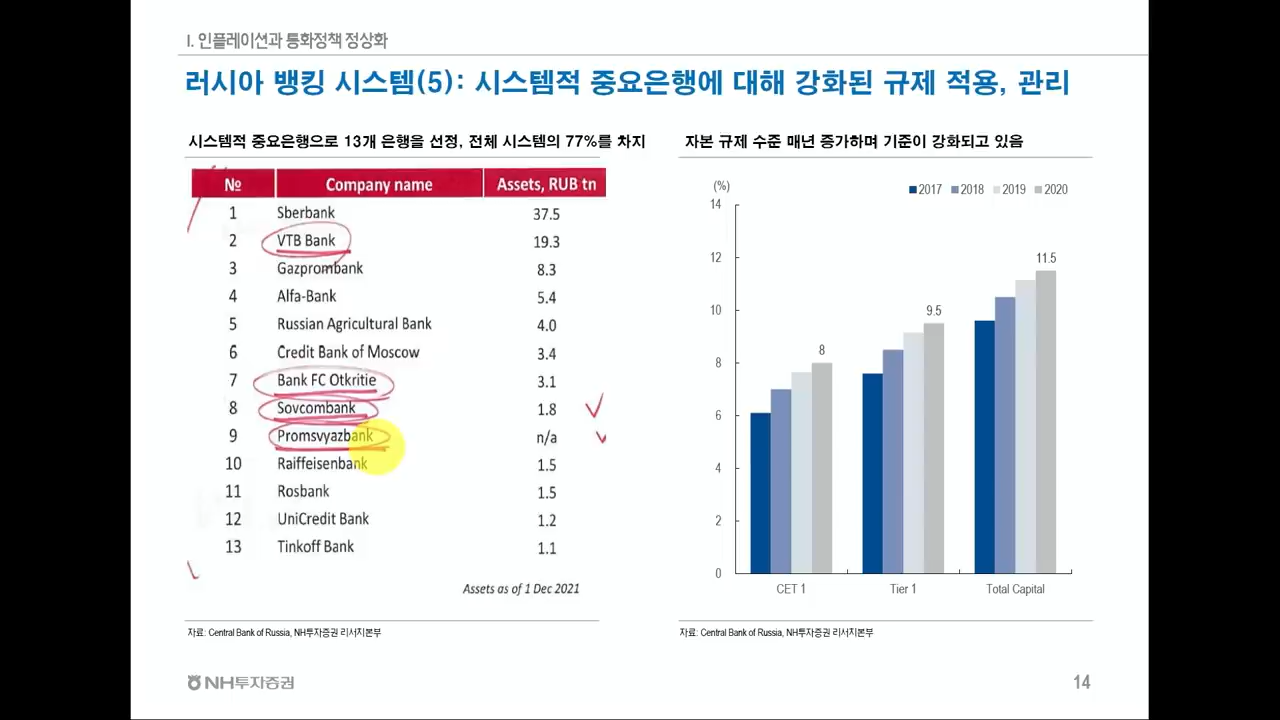 I. 인플레이션과 통화정책 정상화
러시아 뱅킹 시스템(5): 시스템적 중요은행에 대해 강화된 규제 적용, 관리
시스템적 중요은행으로 13개 은행을 선정, 전체 시스템의 77%를 차지
№ Company name Assets, RUB tn
1 Sberbank 37.5
2 VTB Bank 19.3
3 Gazprombank 8.3
4 Alfa-Bank 5.4
5 Russian Agricultural Bank 4.0
6 Credit Bank of Moscow 3.4
7 Bank FC Otkritie 3.1
8 Sovcombank 1.8
9 Promsvyazbank n/a
10 Raiffeisenbank 1.5
11 Rosbank 1.5
12 UniCredit Bank 1.2
13 Tinkoff Bank 1.1
Assets as of 1 Dec 2021
자료: Central Bank of Russia, NH투자증권 리서치본부
자본 규제 수준 매년 증가하며 기준이 강화되고 있음
(%)
2017 2018 2019 2020
14
12
10
8
6
4
2
0
8
9.5
11.5
CET 1 Tier 1 Total Capital
자료: Central Bank of Russia, NH투자증권 리서치본부
NH투자증권
14